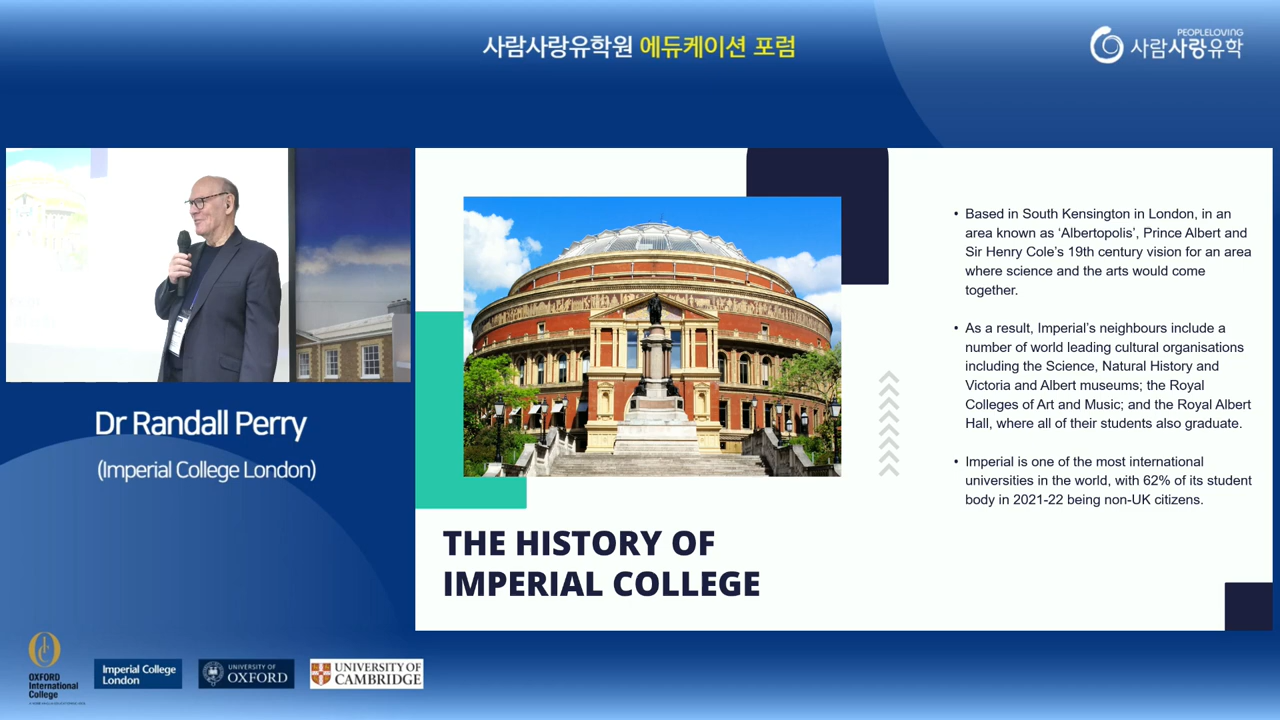 사람사랑유학원 에듀케이션 포럼
PEOPLELOVING
사람사랑유학
Dr Randall Perry
(Imperial College London)
• Based in South Kensington in London, in an
area known as ‘Albertopolis’, Prince Albert and
Sir Henry Cole’s 19th century vision for an area
where science and the arts would come
together.
• As a result, Imperial’s neighbours include a
number of world leading cultural organisations
including the Science, Natural History and
Victoria and Albert museums; the Royal
Colleges of Art and Music; and the Royal Albert
Hall, where all of their students also graduate.
• Imperial is one of the most international
universities in the world, with 62% of its student
body in 2021-22 being non-UK citizens.
THE HISTORY OF
IMPERIAL COLLEGE
OXFORD
International
College
Imperial College
London
UNIVERSITY OF
OXFORD
UNIVERSITY OF
CAMBRIDGE